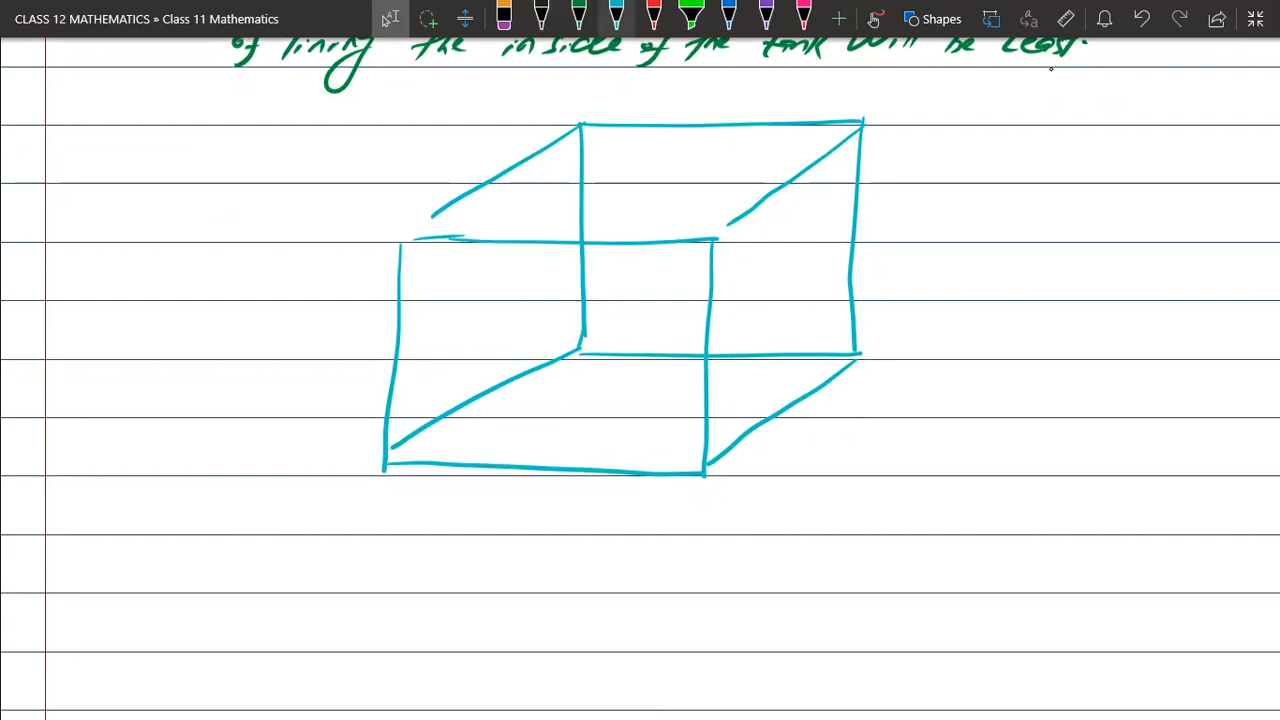 CLASS 12 MATHEMATICS » Class 11 Mathematics
Shapes
of lining the inside of the tank will be least.